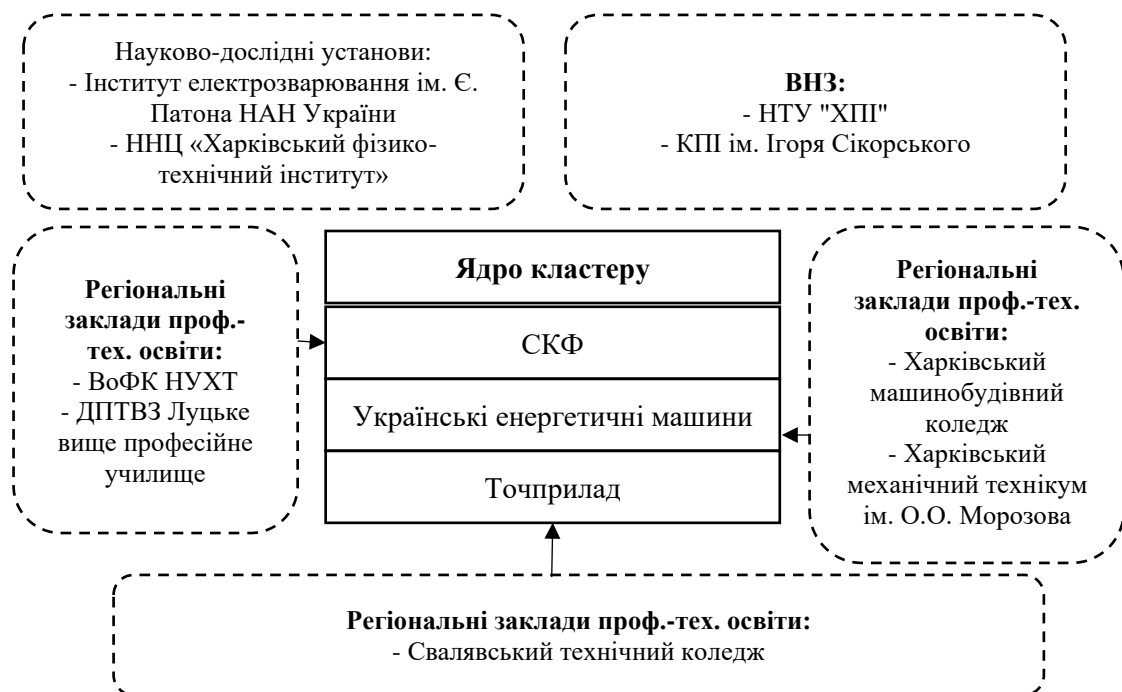 Науково-дослідні установи:
- Інститут електрозварювання ім. Є.
Патона НАН України
- ННЦ «Харківський фізико-
технічний інститут»
ВНЗ:
- НТУ "ХПІ"
- КПІ ім. Ігоря Сікорського
Регіональні
заклади проф.-
тех. освіти:
- ВоФК НУХТ
- ДПТВЗ Луцьке
вище професійне
училище
Ядро кластеру
СКФ
Українські енергетичні машини
Точприлад
Регіональні
заклади проф.-тех.
освіти:
- Харківський
машинобудівний
коледж
- Харківський
механічний технікум
ім. О.О. Морозова
Регіональні заклади проф.-тех. освіти:
- Свалявський технічний коледж